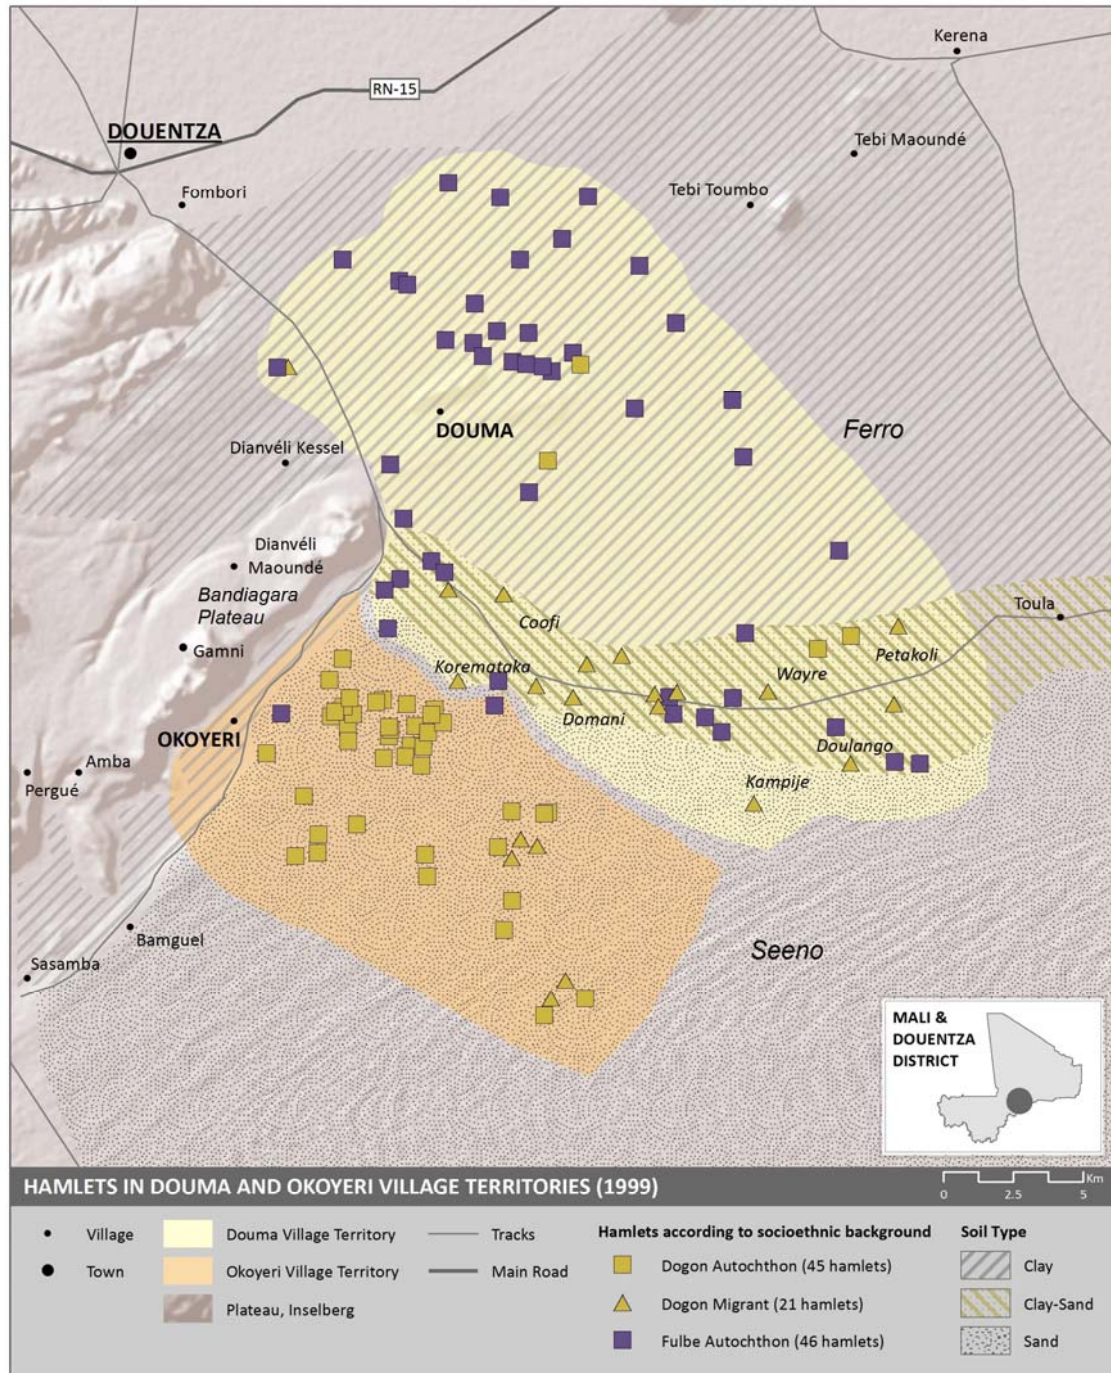 Kerena
RN-15
DOUENTZA
Tebi Maoundé
Fombori
Tebi Toumbo
DOUMA
Ferro
Dianvéli Kessel
Dianvéli
Maoundé
Bandiagara
Plateau
Toula
Coofi
Gamni
Koremataka
Wayre
Petakoli
Domani
OKOYERI
Doulango
Amba
Pergué
Kampije
Bamguel
Seeno
Sasamba
MALI &
DOUENTZA
DISTRICT
HAMLETS IN DOUMA AND OKOYERI VILLAGE TERRITORIES (1999)
Km
0 2.5 5
Village
Town
Douma Village Territory
Okoyeri Village Territory
Plateau, Inselberg
Tracks
Main Road
Hamlets according to socioethnic background
Dogon Autochthon (45 hamlets)
Dogon Migrant (21 hamlets)
Fulbe Autochthon (46 hamlets)
Soil Type
Clay
Clay-Sand
Sand